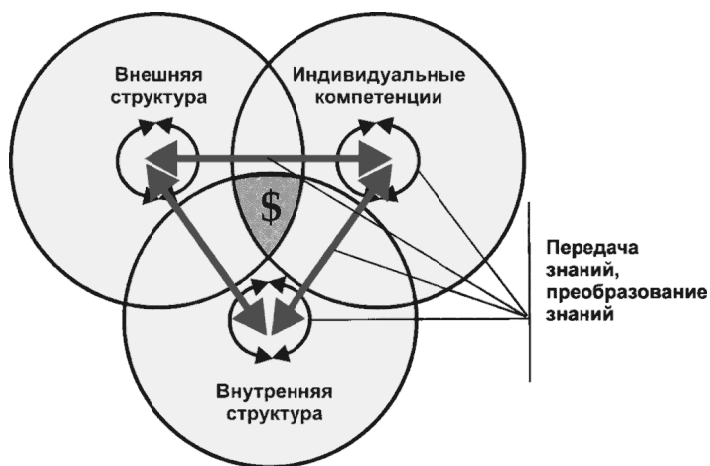 Внешняя
структура
Индивидуальные
компетенции
$
Передача
знаний,
преобразование
знаний
Внутренняя
структура